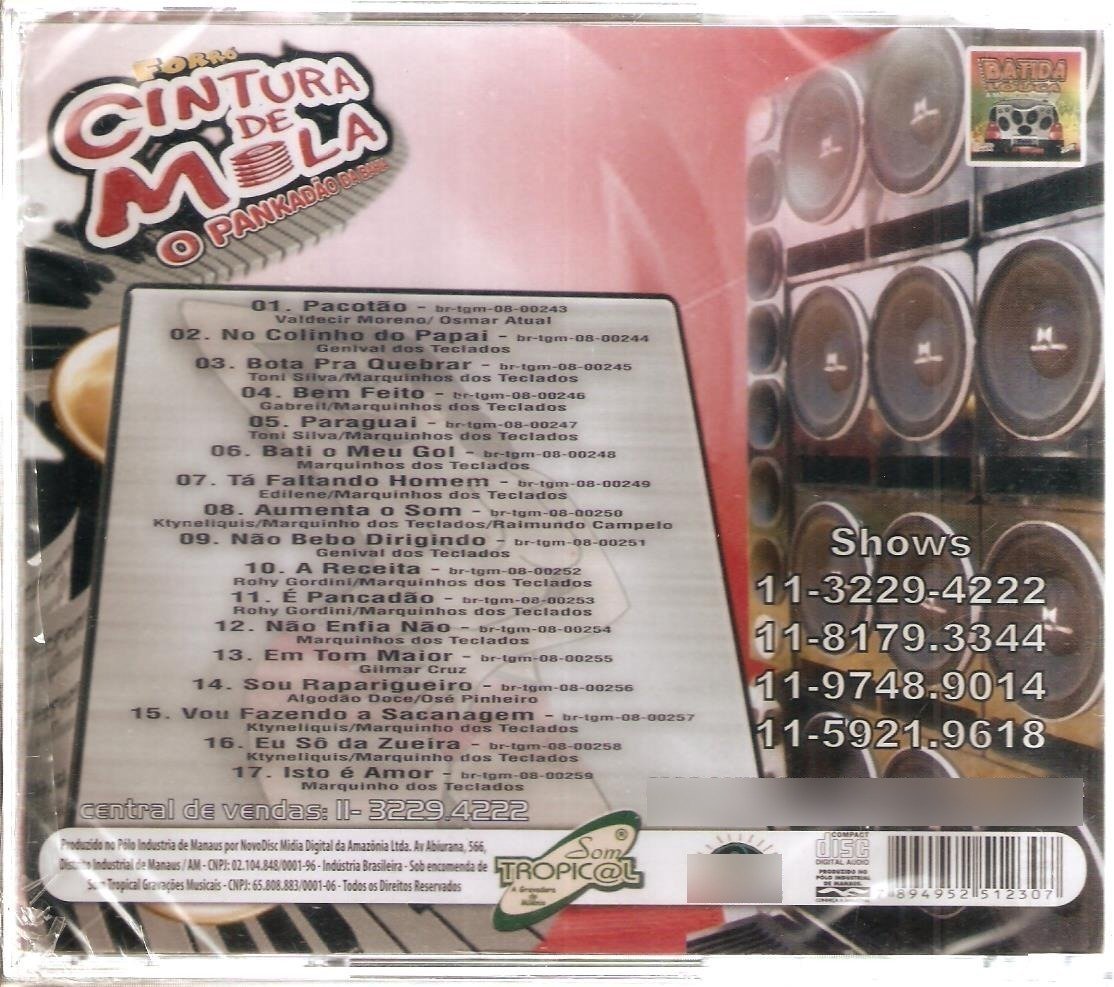 FORRÓ
CINTURA
DE
MOLA
O PANKADÃO DA
BATIDA
LOUCA
01. Pacotão - br-tgm-08-00243
Valdecir Moreno/ Osmar Atual
02. No Colinho do Papai - br-tgm-08-00244
Genival dos Teclados
03. Bota Pra Quebrar - br-tgm-08-00245
Toni Silva/Marquinhos dos Teclados
04. Bem Feito - br-tgm-08-00246
Gabreil/Marquinhos dos Teclados
05. Paraguai - br-tgm-08-00247
Toni Silva/Marquinhos dos Teclados
06. Bati o Meu Gol - br-tgm-08-00248
Marquinhos dos Teclados
07. Tá Faltando Homem - br-tgm-08-00249
Edilene/Marquinhos dos Teclados
08. Aumenta o Som - br-tgm-08-00250
Ktyneliquis/Marquinho dos Teclados/Raimundo Campelo
09. Não Bebo Dirigindo - br-tgm-08-00251
Genival dos Teclados
10. A Receita - br-tgm-08-00252
Rohy Gordini/Marquinhos dos Teclados
11. É Pancadão - br-tgm-08-00253
Rohy Gordini/Marquinhos dos Teclados
12. Não Enfia Não - br-tgm-08-00254
Marquinhos dos Teclados
13. Em Tom Maior - br-tgm-08-00255
Gilmar Cruz
14. Sou Raparigueiro - br-tgm-08-00256
Algodão Doce/Osé Pinheiro
15. Vou Fazendo a Sacanagem - br-tgm-08-00257
Ktyneliquis/Marquinho dos Teclados
16. Eu Sô da Zueira - br-tgm-08-00258
Ktyneliquis/Marquinho dos Teclados
17. Isto é Amor - br-tgm-08-00259
Marquinho dos Teclados
Shows
11-3229-4222
11-8179.3344
11-9748.9014
11-5921.9618
central de vendas: 11- 3229.4222
Produzido no Pólo Industria de Manaus por NovoDisc Mídia Digital da Amazônia Ltda. Av Abiurana, 566,
Distrito Industrial de Manaus / AM - CNPJ: 02.104.848/0001-96 - Indústria Brasileira - Sob encomenda de
Som Tropical Gravações Musicais - CNPJ: 65.808.883/0001-06 - Todos os Direitos Reservados
Som ®
TROPIC@L
A Gravadora
COMPACT
disc
DIGITAL AUDIO
PRODUZIDO NO
PÓLO INDUSTRIAL
DE MANAUS
CONHEÇA A AMAZÔNIA
7 894952 512307